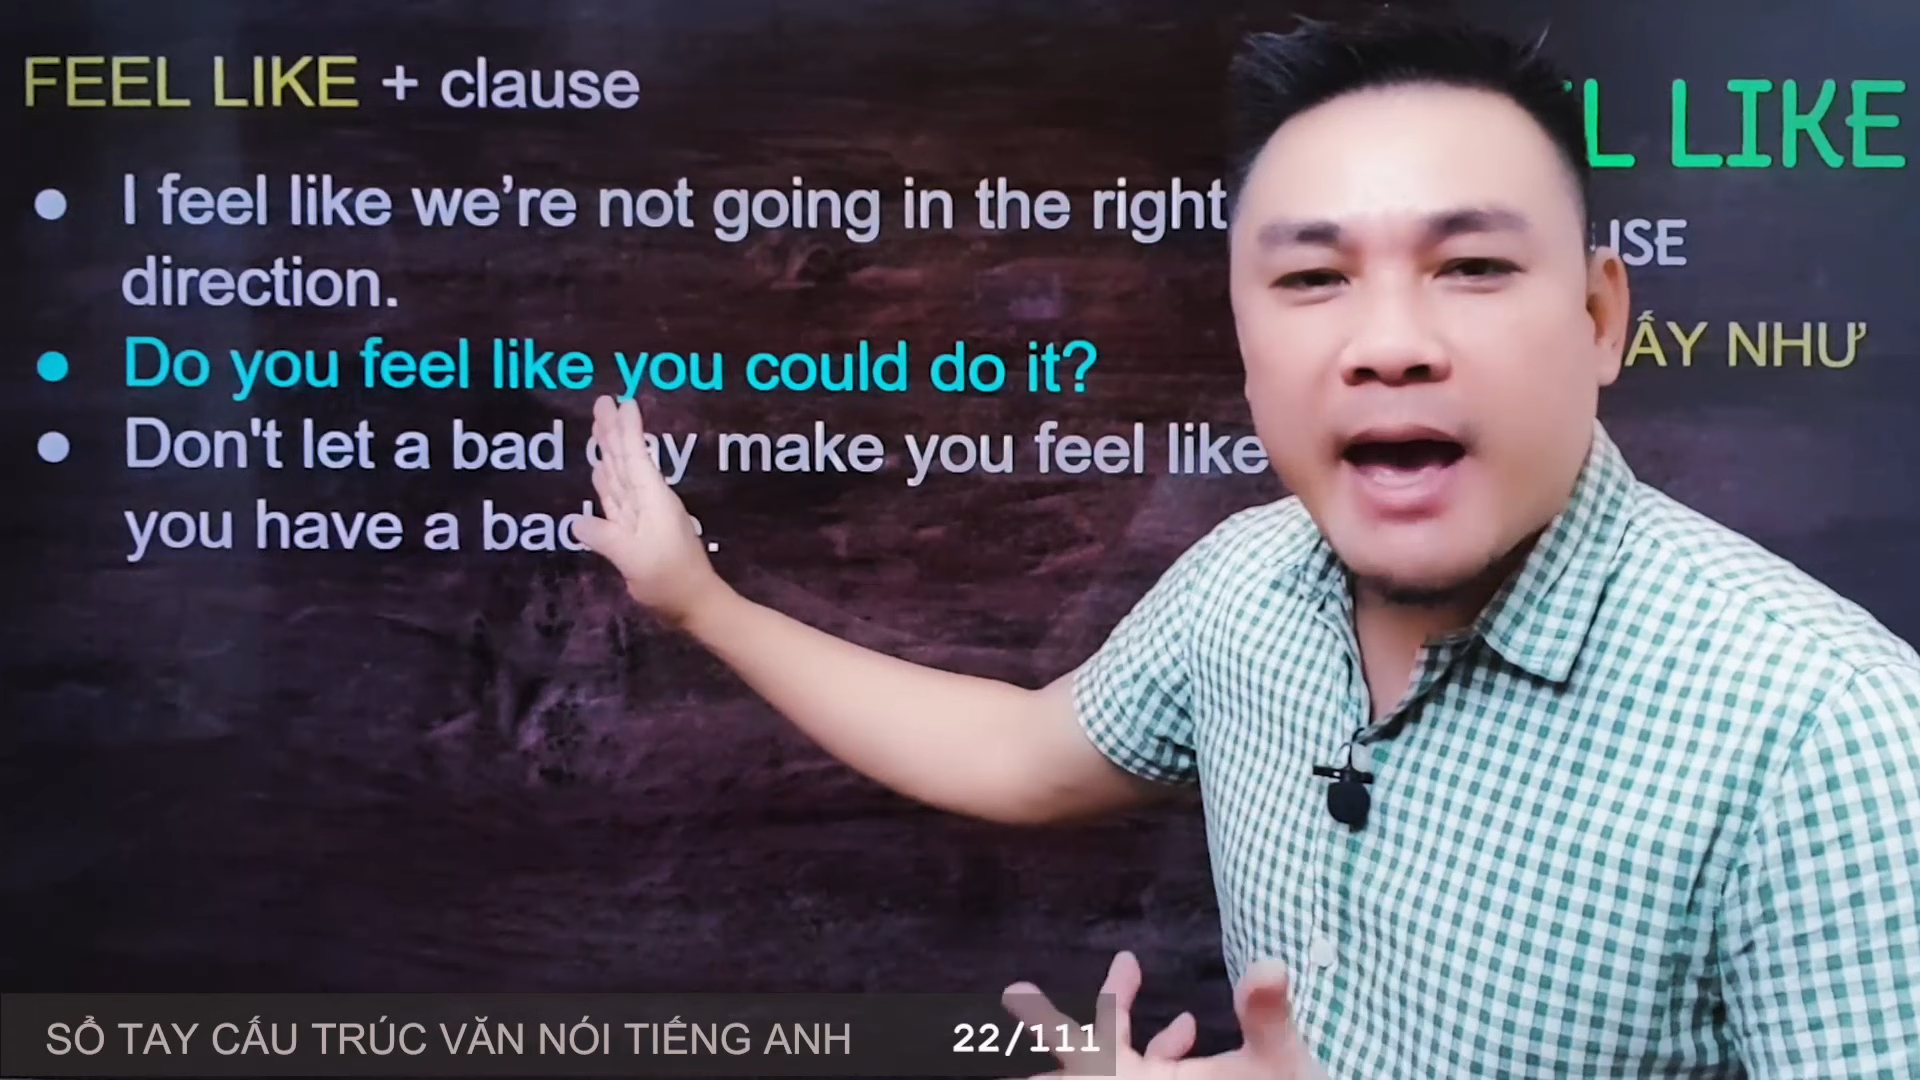 FEEL LIKE + clause
● I feel like we’re not going in the right
direction.
● Do you feel like you could do it?
● Don't let a bad make you feel like
you have a bad
LIKE
NHƯ
SỔ TAY CẤU TRÚC VĂN NÓI TIẾNG ANH
22/111